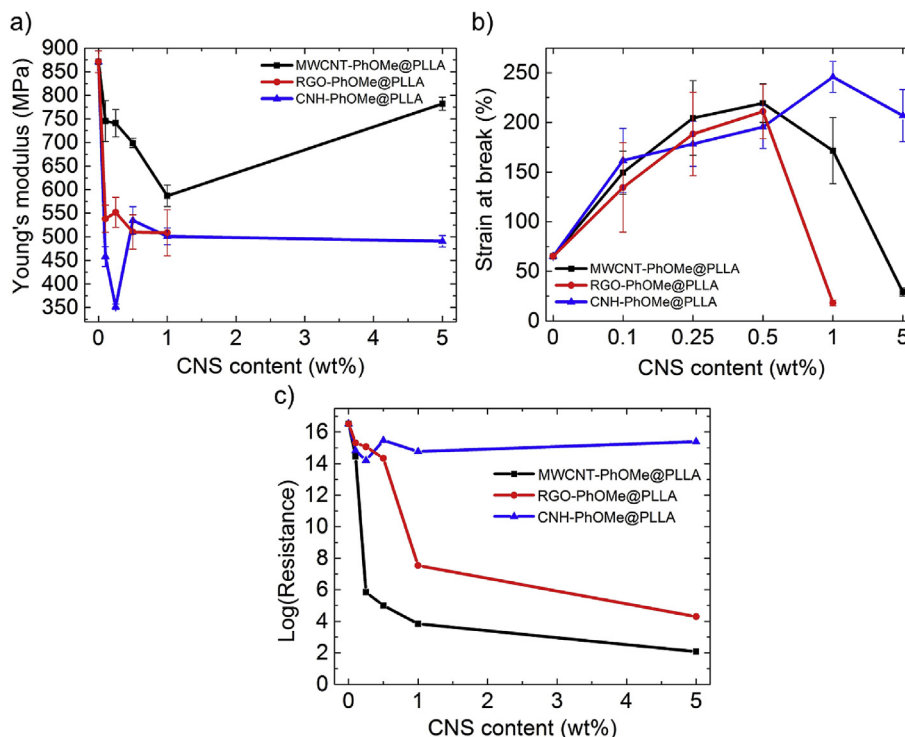 a)
900
850
800
750
700
650
600
550
500
450
400
350
Young's modulus (MPa)
MWCNT-PhOMe@PLLA
RGO-PhOMe@PLLA
CNH-PhOMe@PLLA
0 1 2 3 4 5
CNS content (wt%)
b)
250
200
150
100
50
0
Strain at break (%)
MWCNT-PhOMe@PLLA
RGO-PhOMe@PLLA
CNH-PhOMe@PLLA
0 0.1 0.25 0.5 1 5
CNS content (wt%)
c)
16
14
12
10
8
6
4
2
0
Log(Resistance)
MWCNT-PhOMe@PLLA
RGO-PhOMe@PLLA
CNH-PhOMe@PLLA
0 1 2 3 4 5
CNS content (wt%)